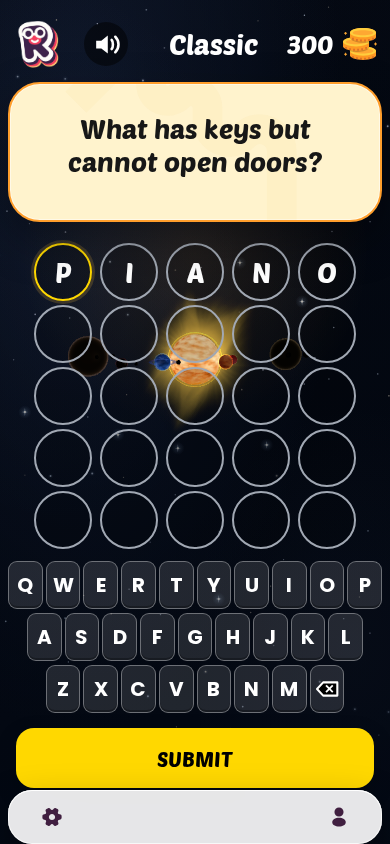 R
Classic
300
What has keys but
cannot open doors?
P I A N O
Q W E R T Y U I O P
A S D F G H J K L
Z X C V B N M
SUBMIT